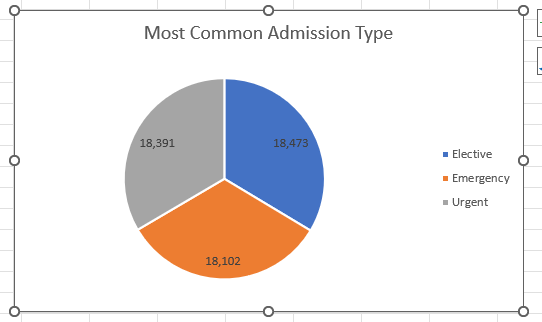 Most Common Admission Type
18,391
18,473
18,102
Elective
Emergency
Urgent